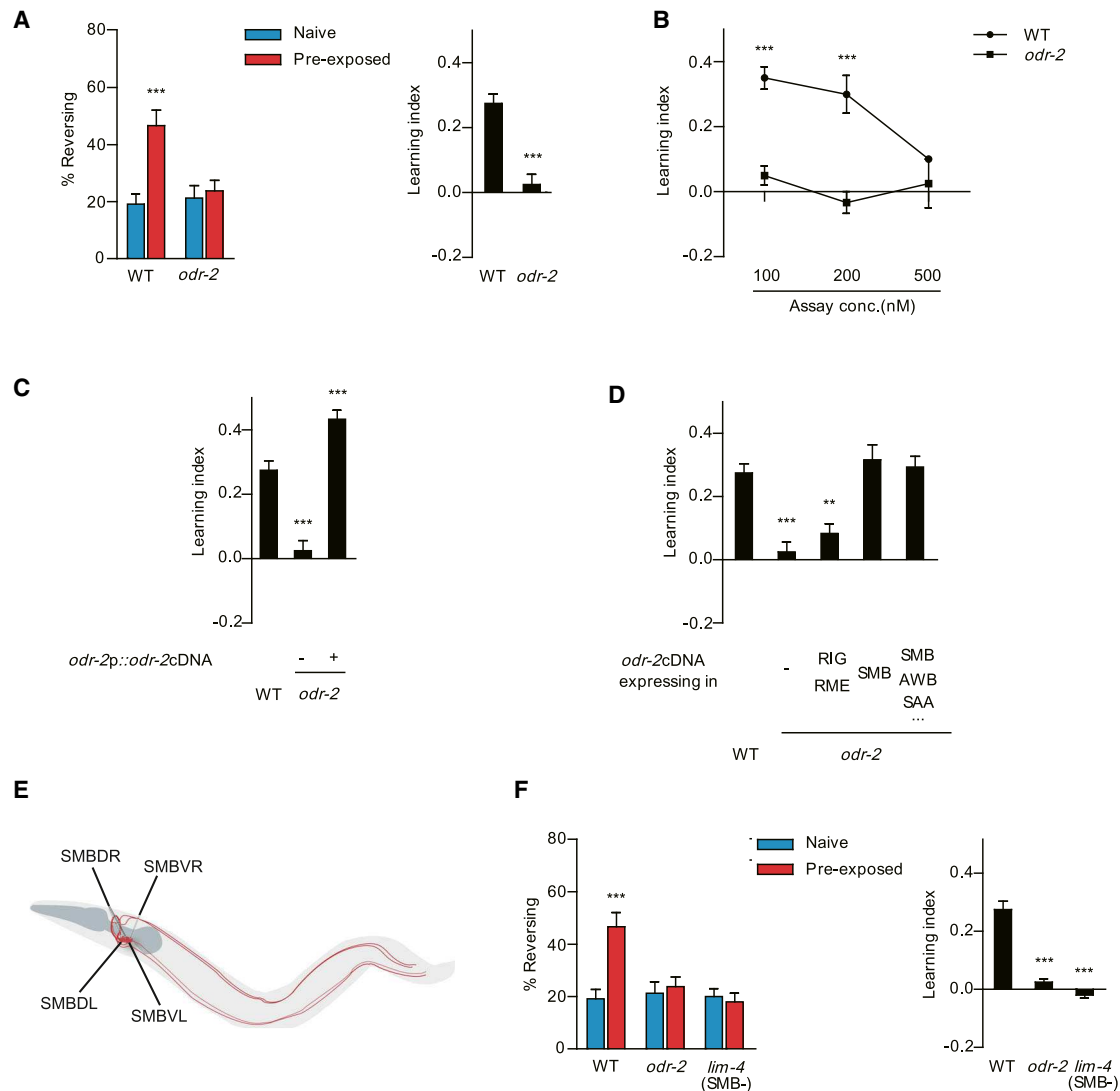 A
% Reversing
80
60
40
20
0
***
WT
odr-2
Naive
Pre-exposed
Learning index
0.4
0.2
0.0
-0.2
***
WT odr-2
B
Learning index
0.4
0.2
0.0
-0.2
***
***
100 200 500
Assay conc.(nM)
WT
odr-2
C
Learning index
0.4
0.2
0.0
-0.2
***
***
odr-2p::odr-2cDNA
- +
WT odr-2
D
Learning index
0.4
0.2
0.0
-0.2
***
**
odr-2cDNA
expressing in
-
RIG
RME
SMB
SMB
AWB
SAA
...
WT
odr-2
E
SMBDR
SMBVR
SMBDL
SMBVL
F
% Reversing
80
60
40
20
0
***
WT
odr-2
lim-4
(SMB-)
Naive
Pre-exposed
Learning index
0.4
0.2
0.0
-0.2
***
***
WT odr-2 lim-4
(SMB-)